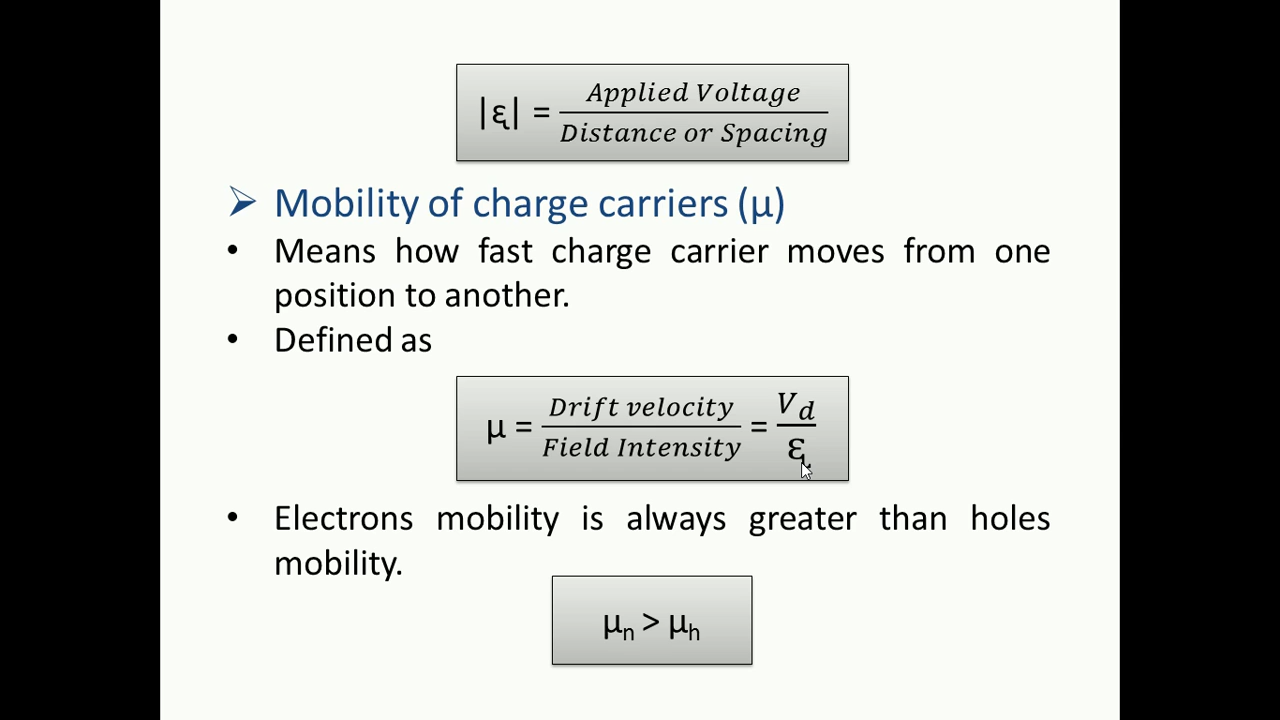 |ᶓ| = Applied Voltage / Distance or Spacing
➢ Mobility of charge carriers (μ)
• Means how fast charge carrier moves from one
position to another.
• Defined as
μ = Drift velocity / Field Intensity = V_d / ᶓ
• Electrons mobility is always greater than holes
mobility.
μₙ > μₕ